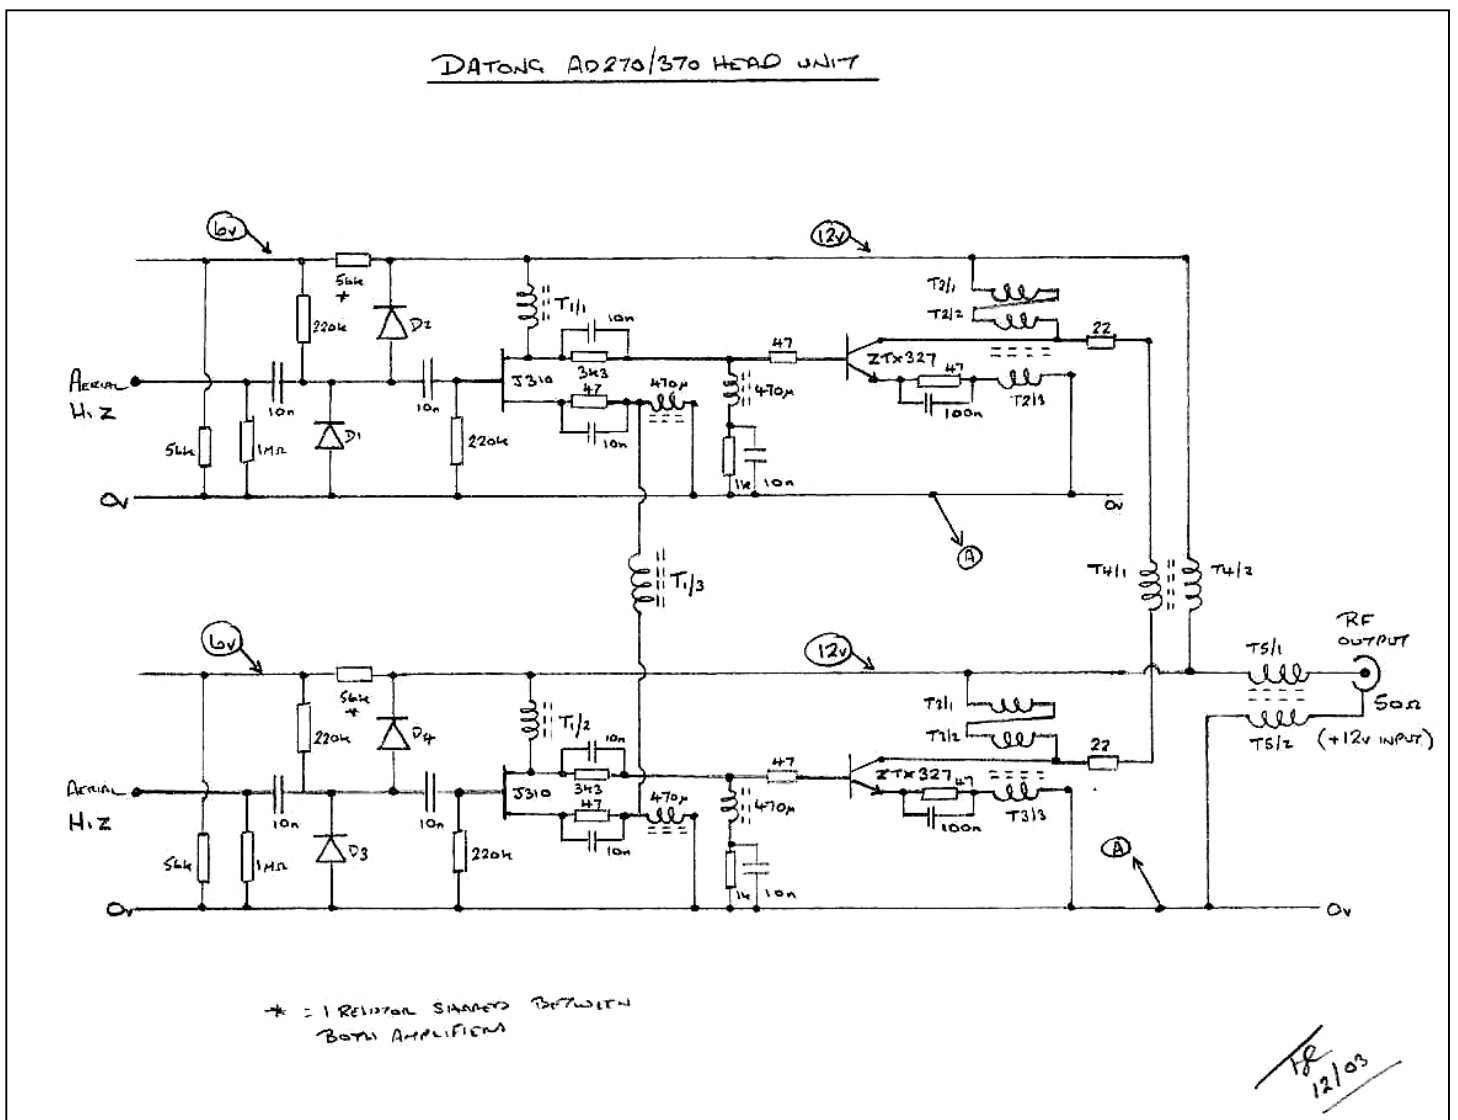 DATONG AD270/370 HEAD UNIT
6v
12v
56k
*
220k
D2
T1/1
10n
3k3
47
10n
470µ
J310
AERIAL
Hi Z
10n
10n
56k
1MΩ
D1
220k
470µ
1k
10n
47
ZTX327
T2/1
T2/2
22
47
100n
T2/3
0v
0v
A
T1/3
T4/1
T4/2
6v
12v
56k
*
220k
D4
T1/2
10n
3k3
47
10n
470µ
J310
AERIAL
Hi Z
10n
10n
56k
1MΩ
D3
220k
470µ
1k
10n
47
ZTX327
T3/1
T3/2
22
47
100n
T3/3
A
0v
0v
T5/1
T5/2
RF
OUTPUT
50Ω
(+12v INPUT)
* = 1 RESISTOR SHARED BETWEEN
BOTH AMPLIFIERS
12/03